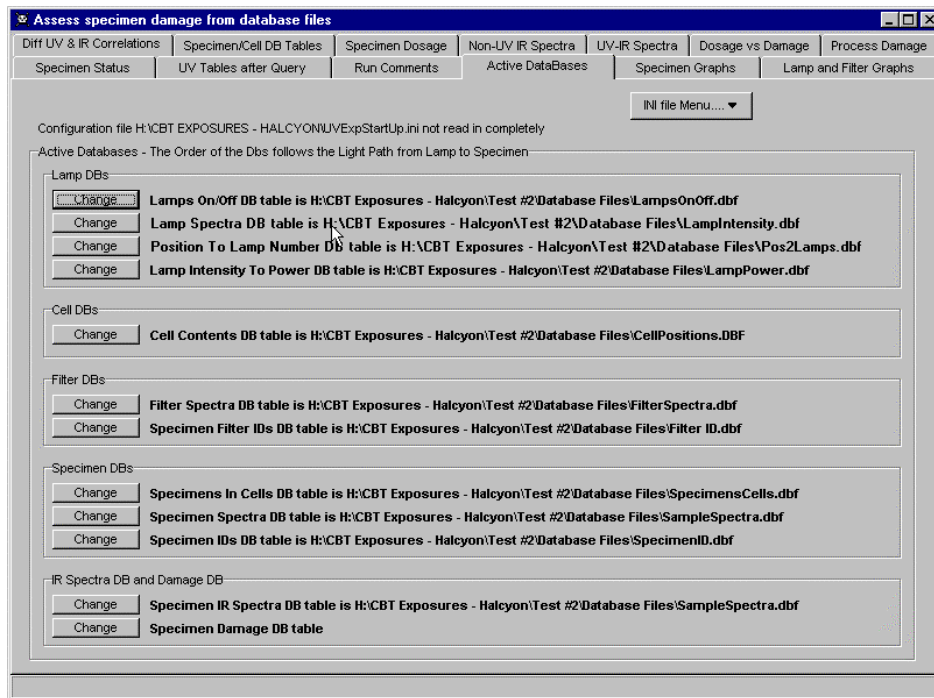 Assess specimen damage from database files
Diff UV & IR Correlations Specimen/Cell DB Tables Specimen Dosage Non-UV IR Spectra UV-IR Spectra Dosage vs Damage Process Damage
Specimen Status UV Tables after Query Run Comments Active DataBases Specimen Graphs Lamp and Filter Graphs
INI file Menu....
Configuration file H:\CBT EXPOSURES - HALCYON\UVExpStartUp.ini not read in completely
Active Databases - The Order of the Dbs follows the Light Path from Lamp to Specimen
Lamp DBs
Change Lamps On/Off DB table is H:\CBT Exposures - Halcyon\Test #2\Database Files\LampsOnOff.dbf
Change Lamp Spectra DB table is H:\CBT Exposures - Halcyon\Test #2\Database Files\LampIntensity.dbf
Change Position To Lamp Number DB table is H:\CBT Exposures - Halcyon\Test #2\Database Files\Pos2Lamps.dbf
Change Lamp Intensity To Power DB table is H:\CBT Exposures - Halcyon\Test #2\Database Files\LampPower.dbf
Cell DBs
Change Cell Contents DB table is H:\CBT Exposures - Halcyon\Test #2\Database Files\CellPositions.DBF
Filter DBs
Change Filter Spectra DB table is H:\CBT Exposures - Halcyon\Test #2\Database Files\FilterSpectra.dbf
Change Specimen Filter IDs DB table is H:\CBT Exposures - Halcyon\Test #2\Database Files\Filter ID.dbf
Specimen DBs
Change Specimens In Cells DB table is H:\CBT Exposures - Halcyon\Test #2\Database Files\SpecimensCells.dbf
Change Specimen Spectra DB table is H:\CBT Exposures - Halcyon\Test #2\Database Files\SampleSpectra.dbf
Change Specimen IDs DB table is H:\CBT Exposures - Halcyon\Test #2\Database Files\SpecimenID.dbf
IR Spectra DB and Damage DB
Change Specimen IR Spectra DB table is H:\CBT Exposures - Halcyon\Test #2\Database Files\SampleSpectra.dbf
Change Specimen Damage DB table